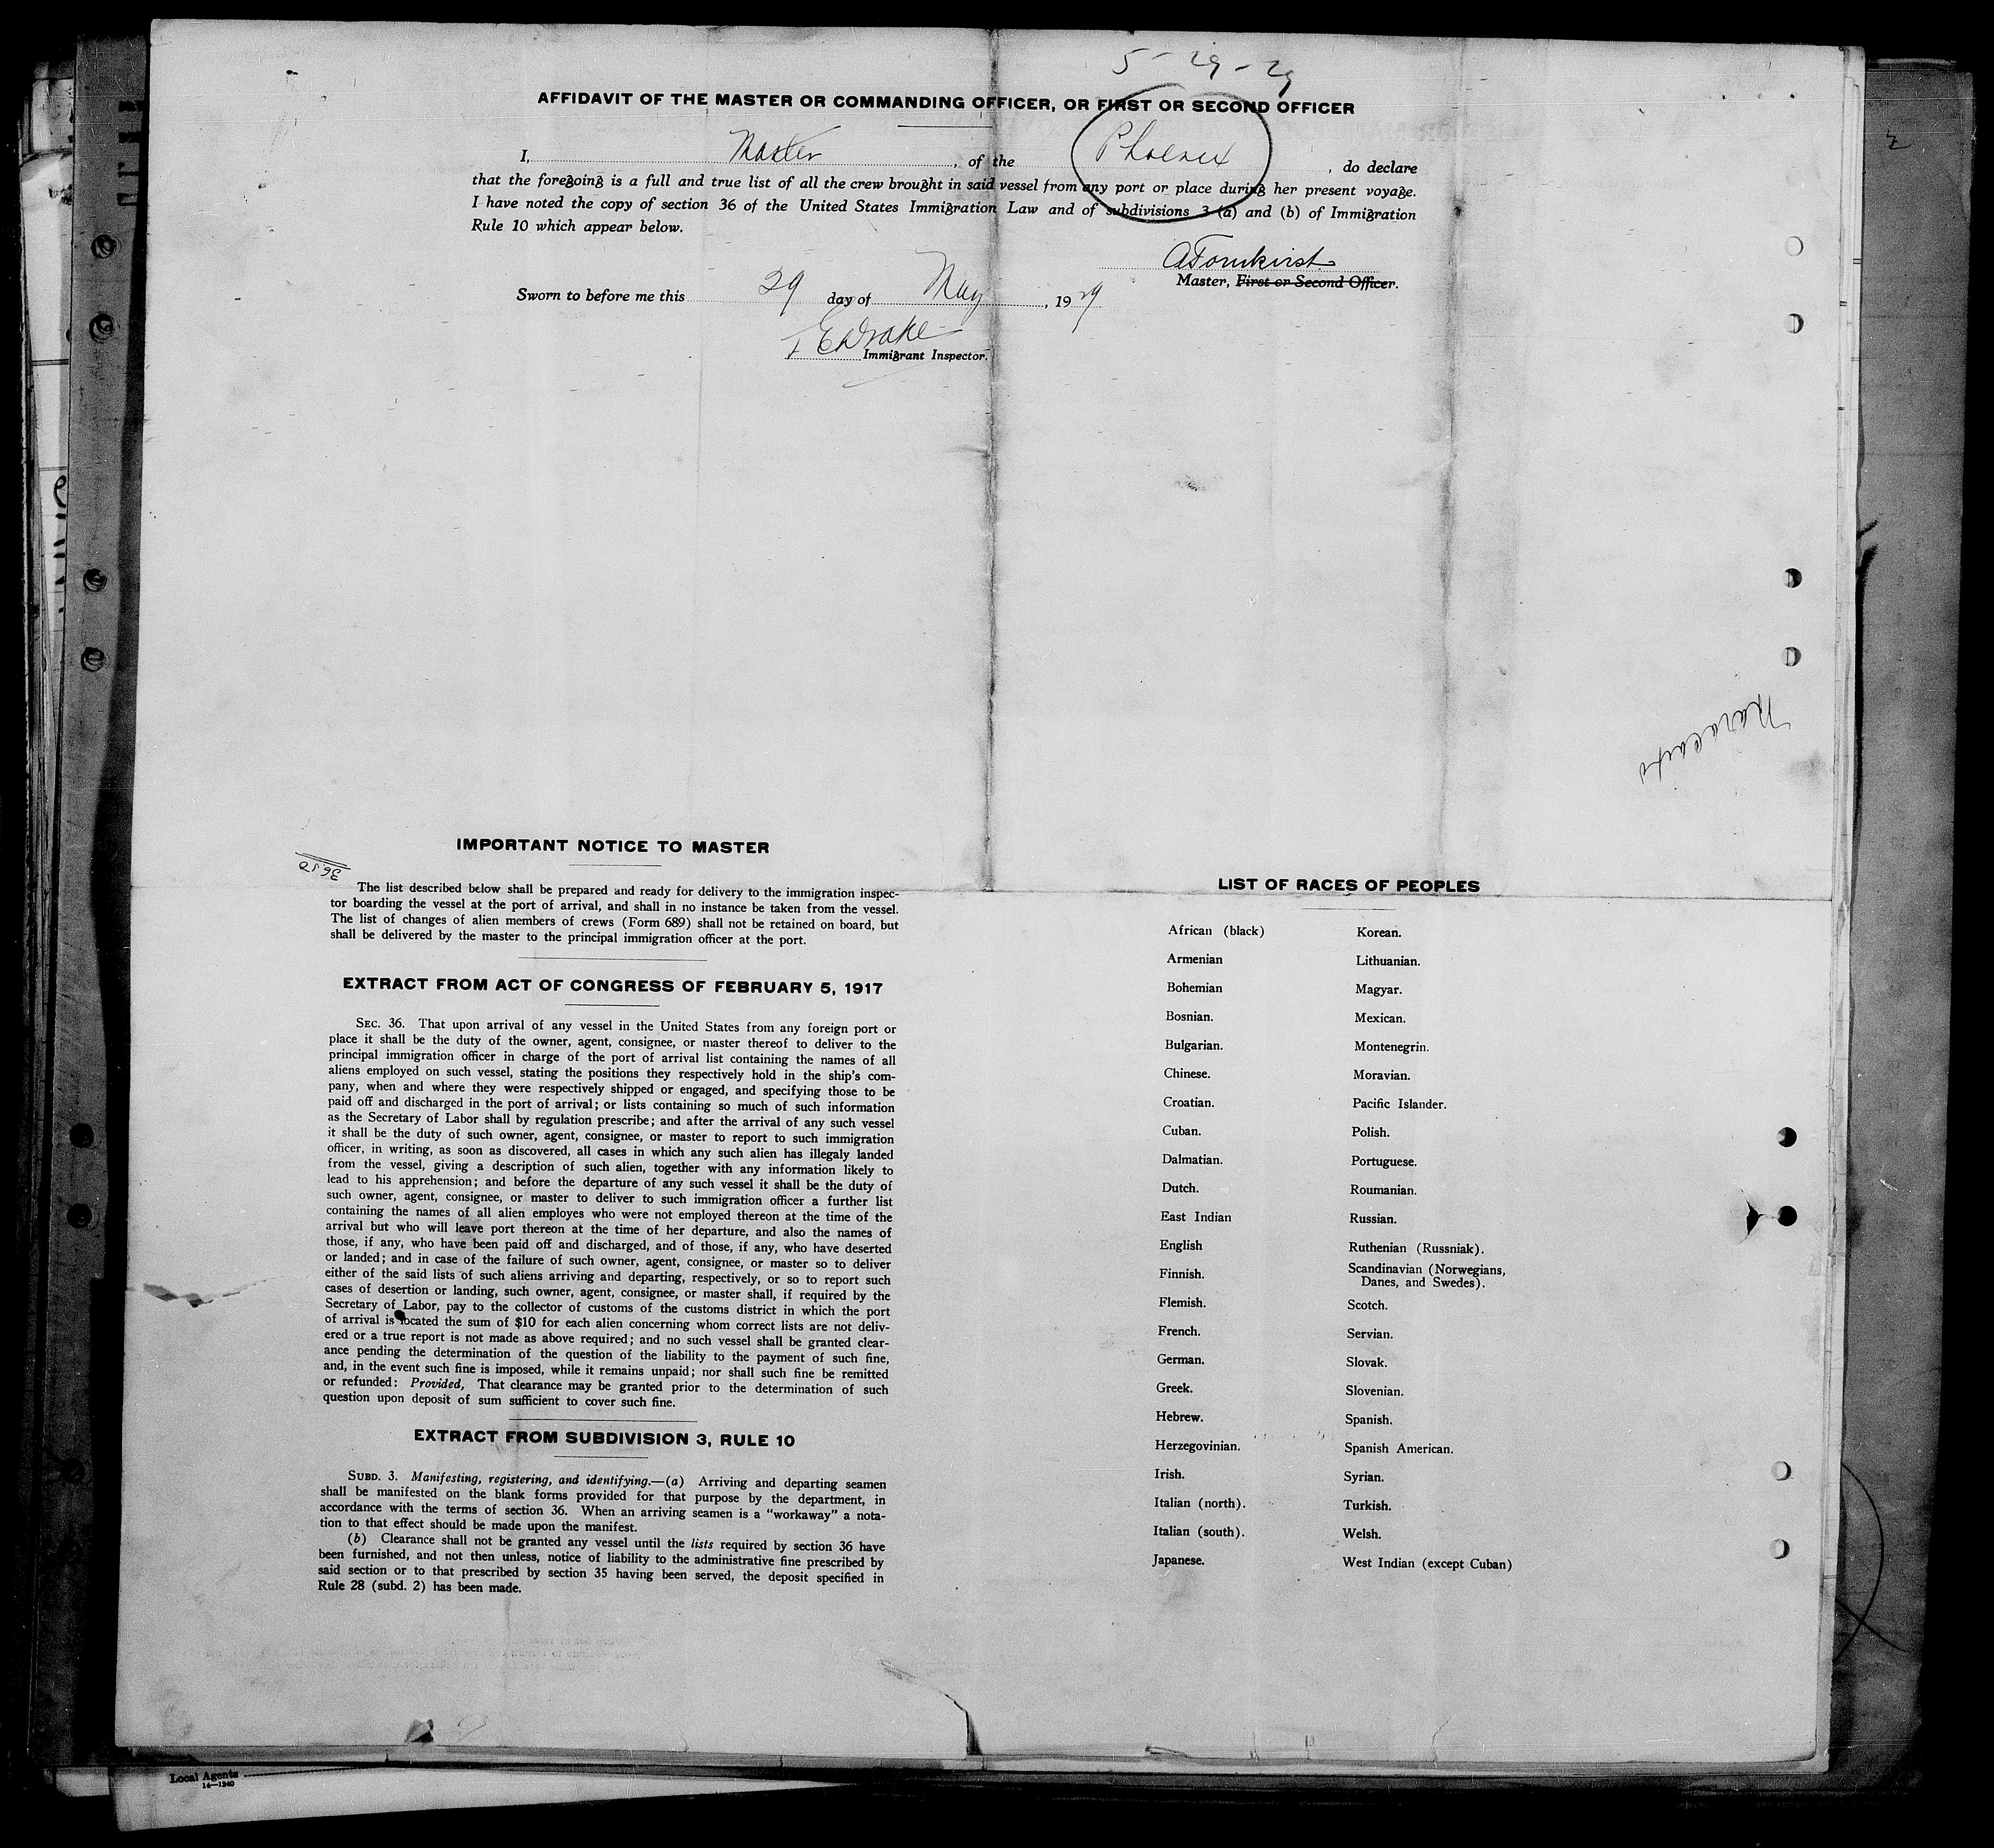 5-29-29
AFFIDAVIT OF THE MASTER OR COMMANDING OFFICER, OR FIRST OR SECOND OFFICER
I, Master, of the Phoenix, do declare
that the foregoing is a full and true list of all the crew brought in said vessel from any port or place during her present voyage.
I have noted the copy of section 36 of the United States Immigration Law and of subdivisions 3 (a) and (b) of Immigration
Rule 10 which appear below.
Master, First or Second Officer.
Sworn to before me this 29 day of May, 1929
Drake
Immigrant Inspector.
IMPORTANT NOTICE TO MASTER
3650
The list described below shall be prepared and ready for delivery to the immigration inspec-
tor boarding the vessel at the port of arrival, and shall in no instance be taken from the vessel.
The list of changes of alien members of crews (Form 689) shall not be retained on board, but
shall be delivered by the master to the principal immigration officer at the port.
EXTRACT FROM ACT OF CONGRESS OF FEBRUARY 5, 1917
SEC. 36. That upon arrival of any vessel in the United States from any foreign port or
place it shall be the duty of the owner, agent, consignee, or master thereof to deliver to the
principal immigration officer in charge of the port of arrival list containing the names of all
aliens employed on such vessel, stating the positions they respectively hold in the ship's com-
pany, when and where they were respectively shipped or engaged, and specifying those to be
paid off and discharged in the port of arrival; or lists containing so much of such information
as the Secretary of Labor shall by regulation prescribe; and after the arrival of any such vessel
it shall be the duty of such owner, agent, consignee, or master to report to such immigration
officer, in writing, as soon as discovered, all cases in which any such alien has illegaly landed
from the vessel, giving a description of such alien, together with any information likely to
lead to his apprehension; and before the departure of any such vessel it shall be the duty of
such owner, agent, consignee, or master to deliver to such immigration officer a further list
containing the names of all alien employes who were not employed thereon at the time of the
arrival but who will leave port thereon at the time of her departure, and also the names of
those, if any, who have been paid off and discharged, and of those, if any, who have deserted
or landed; and in case of the failure of such owner, agent, consignee, or master so to deliver
either of the said lists of such aliens arriving and departing, respectively, or so to report such
cases of desertion or landing, such owner, agent, consignee, or master shall, if required by the
Secretary of Labor, pay to the collector of customs of the customs district in which the port
of arrival is located the sum of $10 for each alien concerning whom correct lists are not deliv-
ered or a true report is not made as above required; and no such vessel shall be granted clear-
ance pending the determination of the question of the liability to the payment of such fine,
and, in the event such fine is imposed, while it remains unpaid; nor shall such fine be remitted
or refunded: Provided, That clearance may be granted prior to the determination of such
question upon deposit of sum sufficient to cover such fine.
EXTRACT FROM SUBDIVISION 3, RULE 10
SUBD. 3. Manifesting, registering, and identifying.—(a) Arriving and departing seamen
shall be manifested on the blank forms provided for that purpose by the department, in
accordance with the terms of section 36. When an arriving seamen is a "workaway" a nota-
tion to that effect should be made upon the manifest.
(b) Clearance shall not be granted any vessel until the lists required by section 36 have
been furnished, and not then unless, notice of liability to the administrative fine prescribed by
said section or to that prescribed by section 35 having been served, the deposit specified in
Rule 28 (subd. 2) has been made.
LIST OF RACES OF PEOPLES
African (black)
Armenian
Bohemian
Bosnian.
Bulgarian.
Chinese.
Croatian.
Cuban.
Dalmatian.
Dutch.
East Indian
English
Finnish.
Flemish.
French.
German.
Greek.
Hebrew.
Herzegovinian.
Irish.
Italian (north).
Italian (south).
Japanese.
Korean.
Lithuanian.
Magyar.
Mexican.
Montenegrin.
Moravian.
Pacific Islander.
Polish.
Portuguese.
Roumanian.
Russian.
Ruthenian (Russniak).
Scandinavian (Norwegians,
Danes, and Swedes).
Scotch.
Servian.
Slovak.
Slovenian.
Spanish.
Spanish American.
Syrian.
Turkish.
Welsh.
West Indian (except Cuban)
Local Agents
14—1240